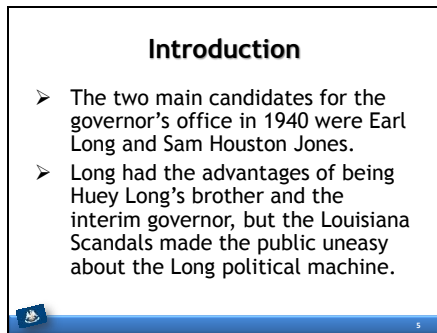 Introduction
➢ The two main candidates for the
governor's office in 1940 were Earl
Long and Sam Houston Jones.
➢ Long had the advantages of being
Huey Long's brother and the
interim governor, but the Louisiana
Scandals made the public uneasy
about the Long political machine.
5